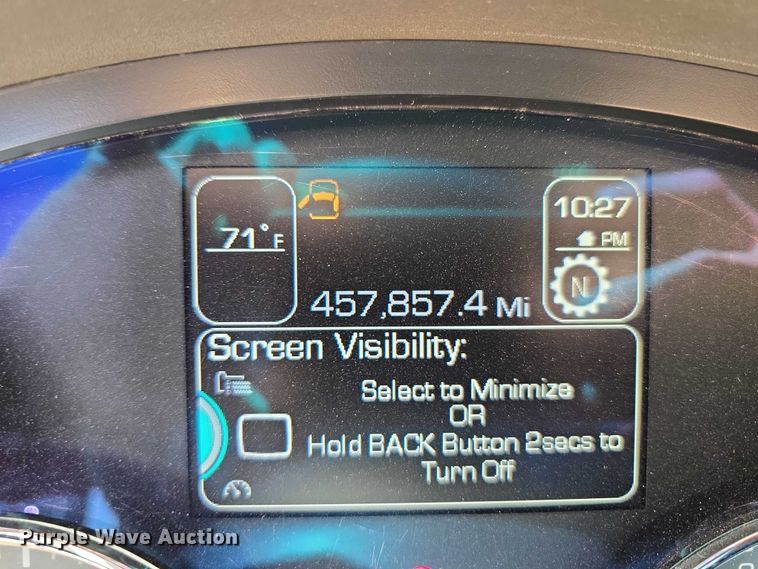 71° F
10:27
PM
N
457,857.4 Mi
Screen Visibility:
Select to Minimize
OR
Hold BACK Button 2secs to
Turn Off
Purple Wave Auction